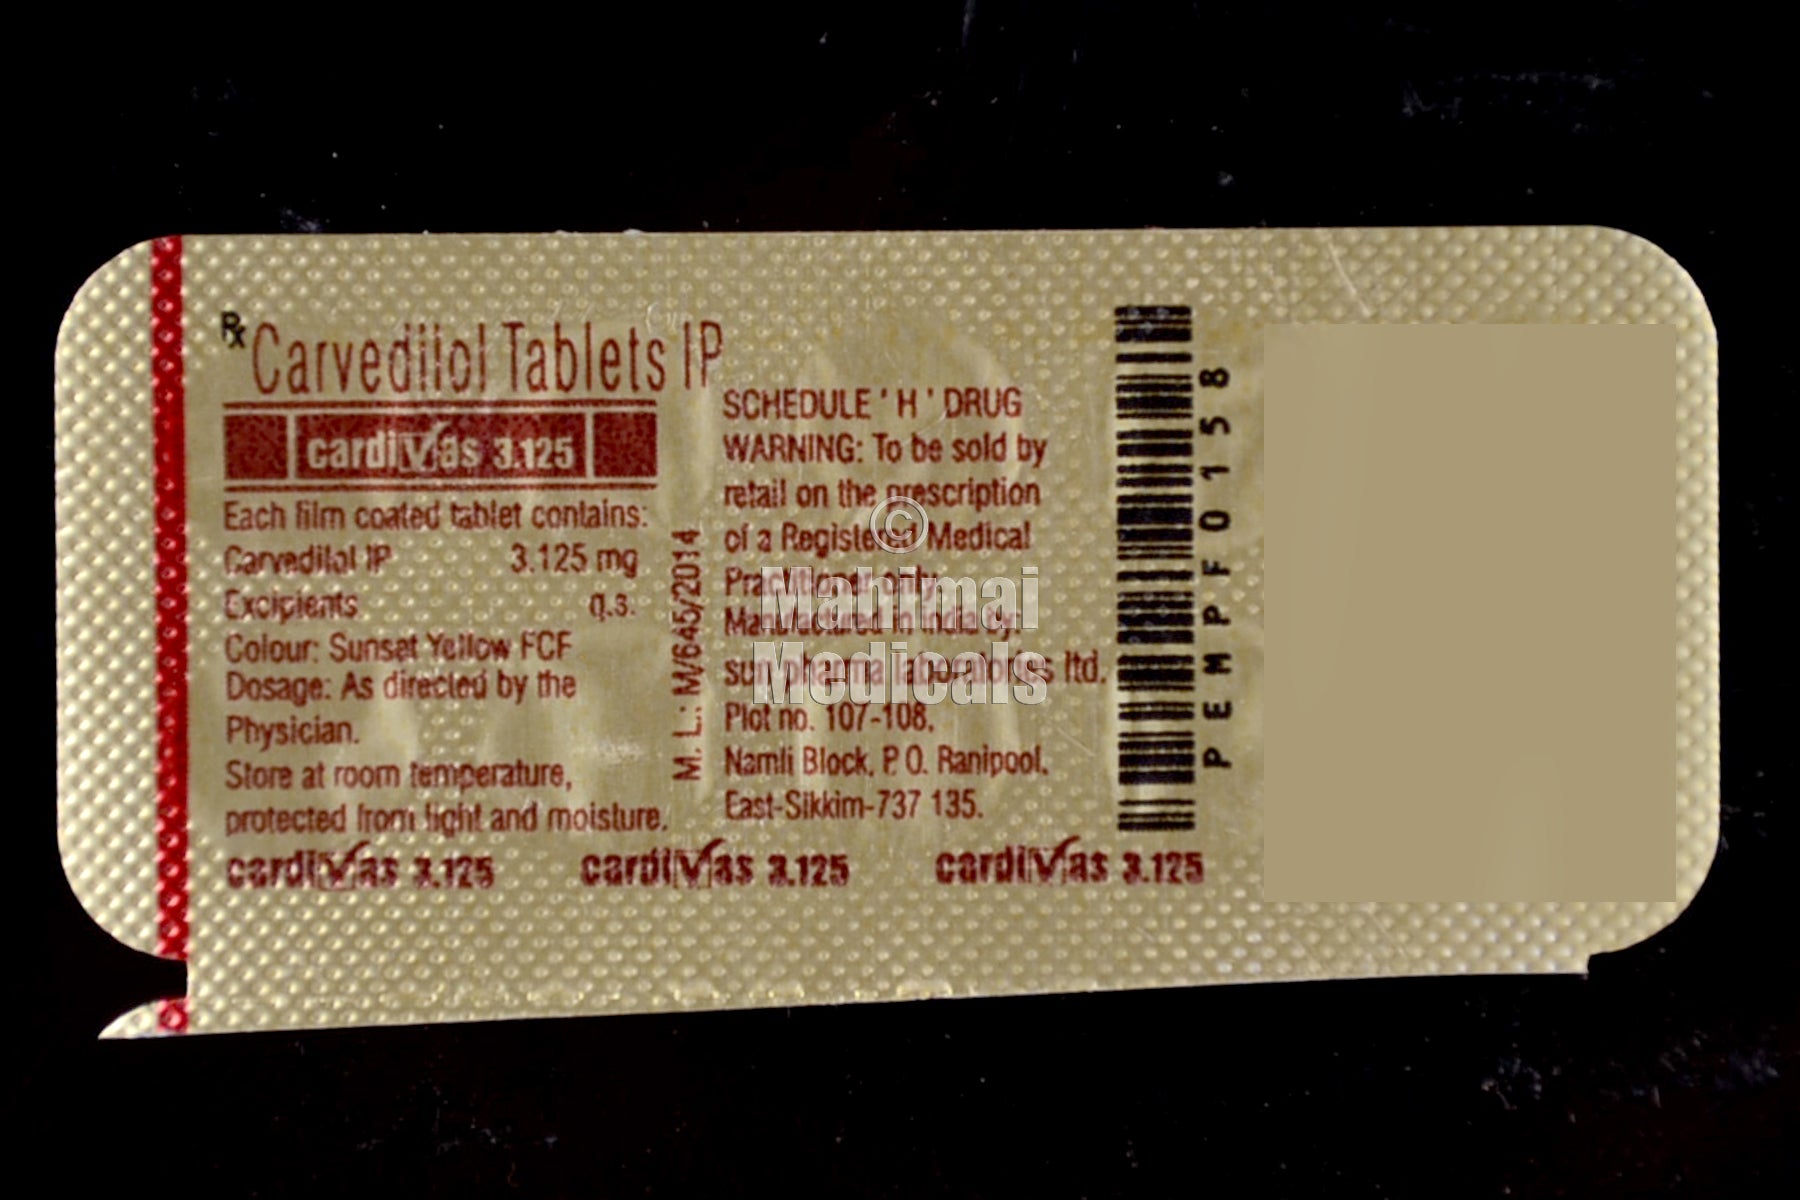 Rx Carvedilol Tablets IP
cardivas 3.125
Each film coated tablet contains:
Carvedilol IP 3.125 mg
Excipients q.s.
Colour: Sunset Yellow FCF
Dosage: As directed by the
Physician.
Store at room temperature,
protected from light and moisture.
M. L.: M/645/2014
SCHEDULE ' H ' DRUG
WARNING: To be sold by
retail on the prescription
of a Registered Medical
Practitioner only.
Manufactured in India by:
sun pharma laboratories ltd.
Plot no. 107-108,
Namli Block, P.O. Ranipool,
East-Sikkim-737 135.
PEMPF0158
cardivas 3.125 cardivas 3.125 cardivas 3.125
©
Mahimai
Medicals